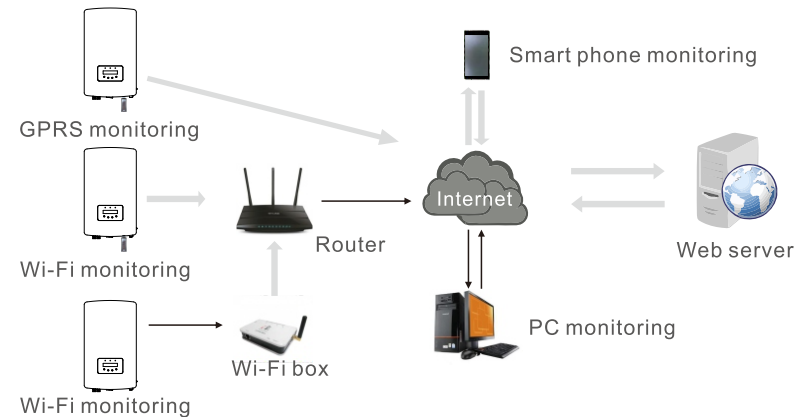 Smart phone monitoring
GPRS monitoring
Internet
Router
Web server
Wi-Fi monitoring
PC monitoring
Wi-Fi box
Wi-Fi monitoring